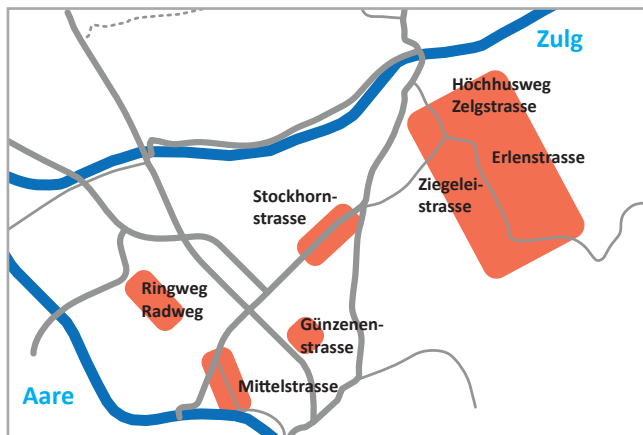 Zulg
Höchhusweg
Zelgstrasse
Erlenstrasse
Ziegelei-
strasse
Stockhorn-
strasse
Ringweg
Radweg
Günzenen-
strasse
Mittelstrasse
Aare